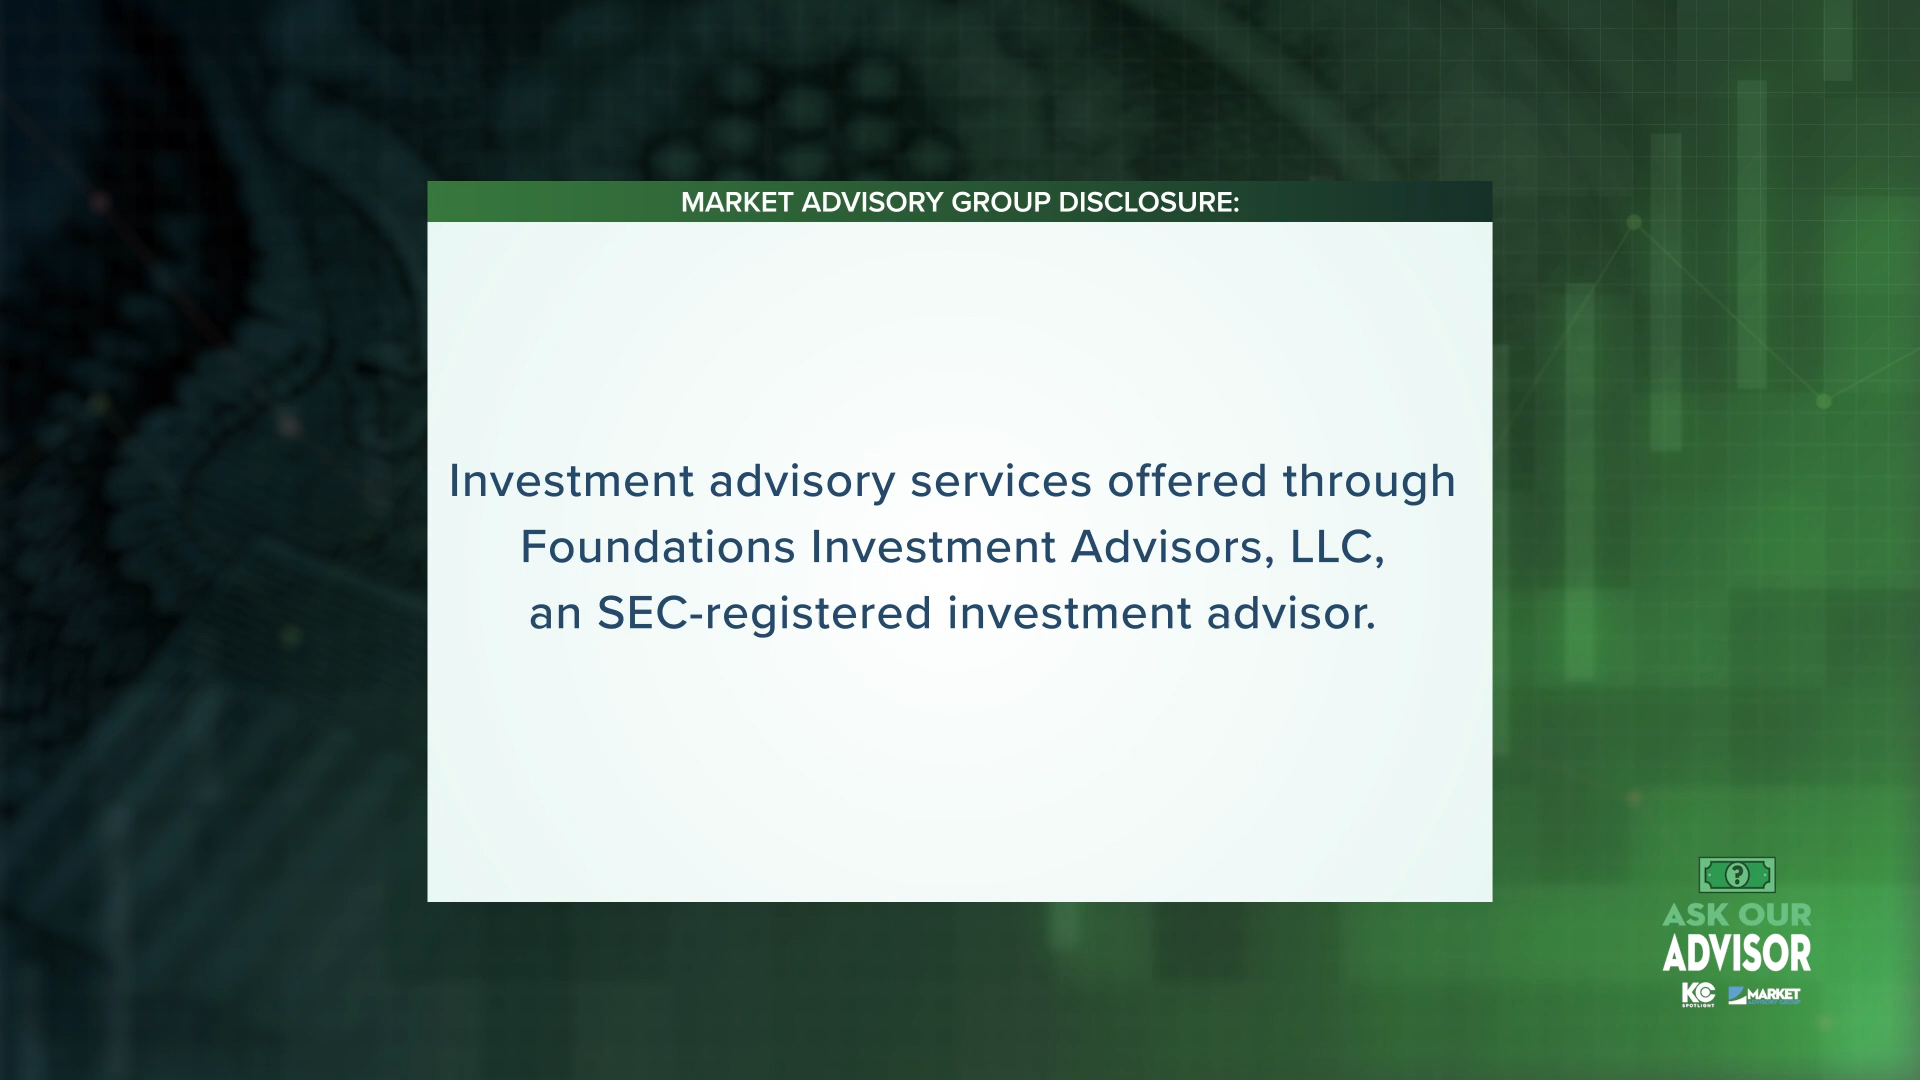 MARKET ADVISORY GROUP DISCLOSURE:
Investment advisory services offered through
Foundations Investment Advisors, LLC,
an SEC-registered investment advisor.
?
ASK OUR
ADVISOR
KC
SPOTLIGHT
MARKET